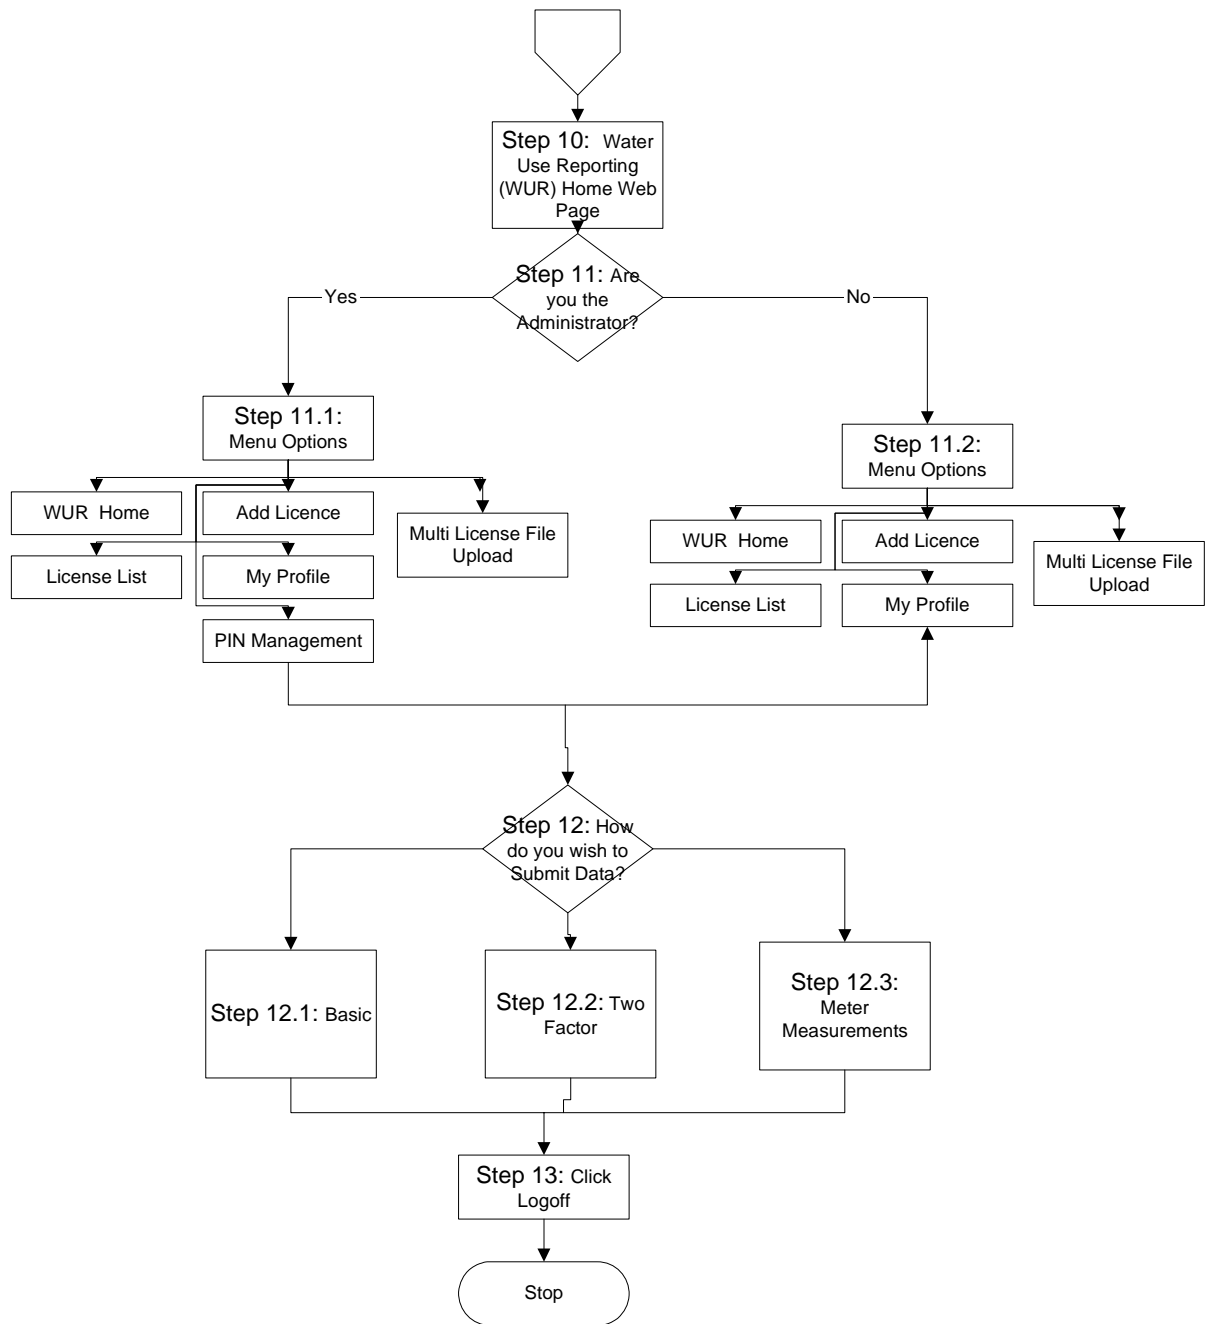 Step 10: Water
Use Reporting
(WUR) Home Web
Page
Step 11: Are
you the
Administrator?
Yes
No
Step 11.1:
Menu Options
WUR Home
Add Licence
Multi License File
Upload
License List
My Profile
PIN Management
Step 11.2:
Menu Options
WUR Home
Add Licence
Multi License File
Upload
License List
My Profile
Step 12: How
do you wish to
Submit Data?
Step 12.1: Basic
Step 12.2: Two
Factor
Step 12.3:
Meter
Measurements
Step 13: Click
Logoff
Stop